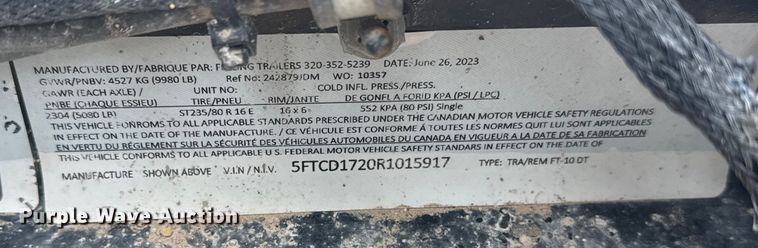 MANUFACTURED BY/FABRIQUE PAR: TRAILERS 320-352-5239 DATE: June 26, 2023
GVWR/PNBV: 4527 KG (9980 LB) Ref No: 242879JDM WO: 10357
GAWR (EACH AXLE) / UNIT NO: COLD INFL. PRESS./PRESS.
PNBE (CHAQUE ESSIEU) TIRE/PNEU RIM/JANTE DE GONFLA FORID KPA (PSI / LPC)
2304 (5080 LB) ST235/80 R 16 E 16 x 6 552 KPA (80 PSI) Single
THIS VEHICLE CONFORMS TO ALL APPLICABLE STANDARDS PRESCRIBED UNDER THE CANADIAN MOTOR VEHICLE SAFETY REGULATIONS
IN EFFECT ON THE DATE OF MANUFACTURE. / CE VÉHICULE EST CONFORME À TOUTES LES NORMES QUI LUI SONT APPLICABLES
EN VERTU DU RÈGLEMENT SUR LA SÉCURITÉ DES VÉHICULES AUTOMOBILES DU CANADA EN VIGUEUR A LA DATE DE SA FABRICATION
THIS VEHICLE CONFORMS TO ALL APPLICABLE U.S. FEDERAL MOTOR VEHICLE SAFETY STANDARDS IN EFFECT ON THE DATE OF
MANUFACTURE SHOWN ABOVE V.I.N / N.I.V. 5FTCD1720R1015917 TYPE: TRA/REM FT-10 DT
Purple Wave Auction